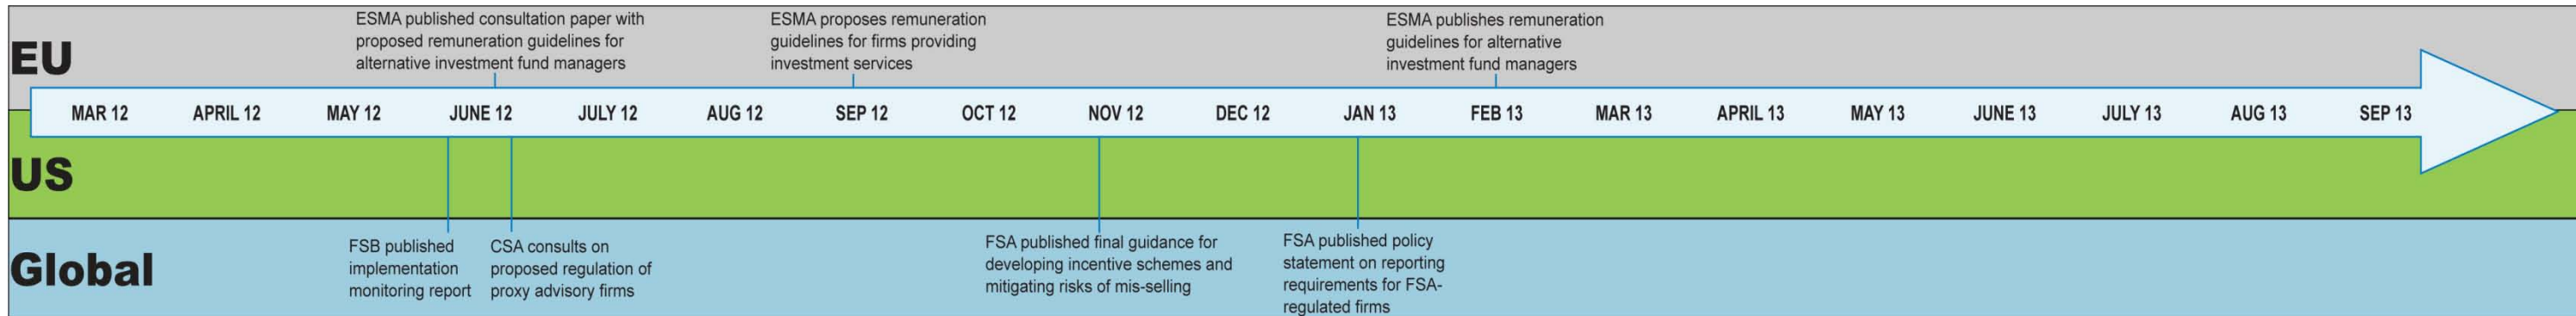 EU
ESMA published consultation paper with
proposed remuneration guidelines for
alternative investment fund managers
ESMA proposes remuneration
guidelines for firms providing
investment services
ESMA publishes remuneration
guidelines for alternative
investment fund managers
MAR 12 APRIL 12 MAY 12 JUNE 12 JULY 12 AUG 12 SEP 12 OCT 12 NOV 12 DEC 12 JAN 13 FEB 13 MAR 13 APRIL 13 MAY 13 JUNE 13 JULY 13 AUG 13 SEP 13
US
Global
FSB published
implementation
monitoring report
CSA consults on
proposed regulation of
proxy advisory firms
FSA published final guidance for
developing incentive schemes and
mitigating risks of mis-selling
FSA published policy
statement on reporting
requirements for FSA-
regulated firms